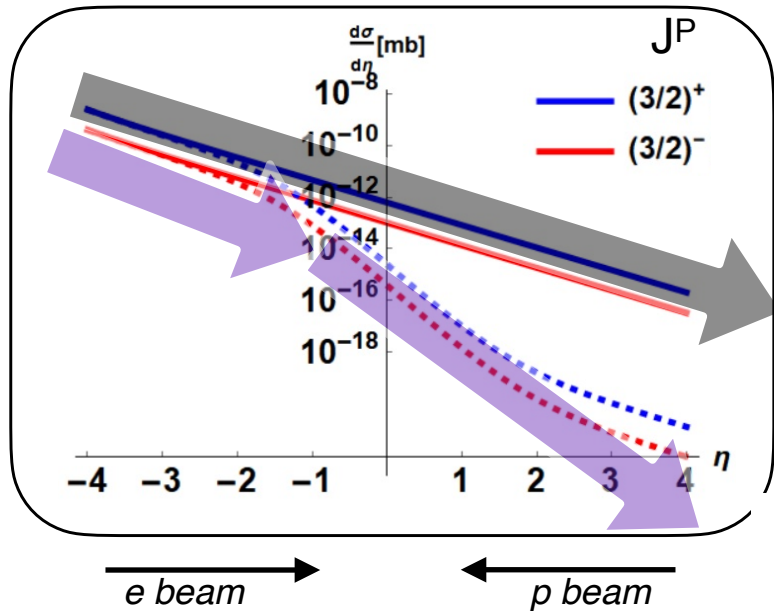 dσ/dη [mb]
J^P
10^−8
(3/2)^+
10^−10
(3/2)^−
10^−12
10^−14
10^−16
10^−18
η
−4 −3 −2 −1 1 2 3 4
e beam p beam